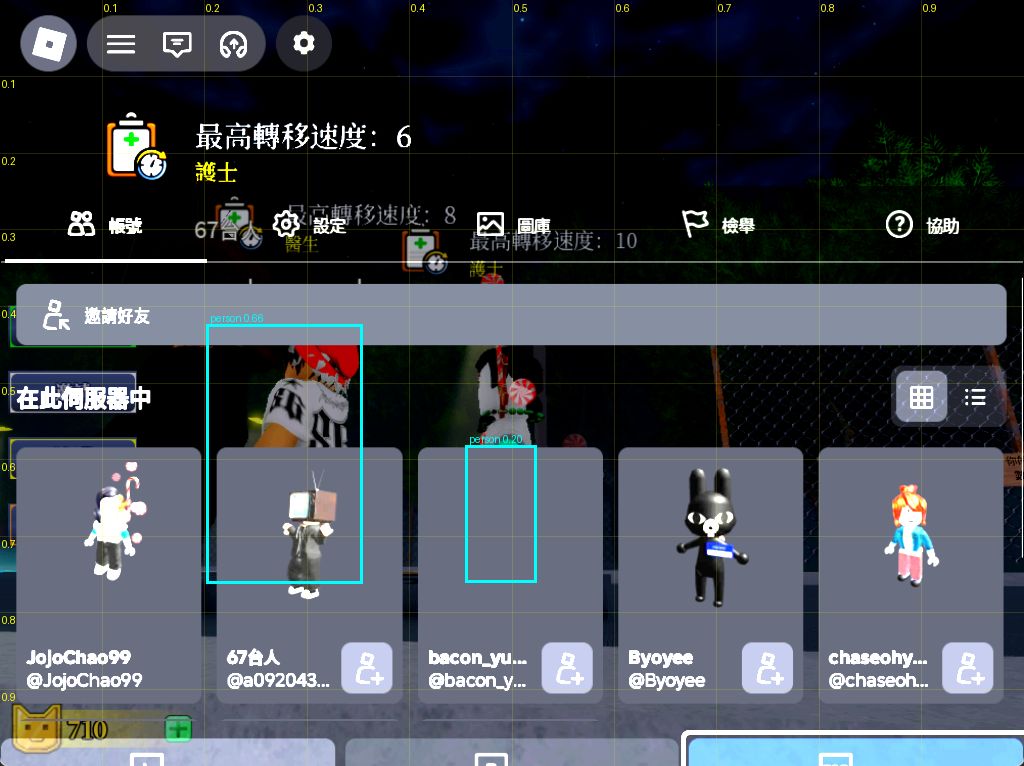 最高轉移速度：6
護士
最高轉移速度：8
醫生
最高轉移速度：10
護士
67台人
帳號
設定
圖庫
檢舉
協助
邀請好友
在此伺服器中
JojoChao99
@JojoChao99
67台人
@a092043...
bacon_yu...
@bacon_y...
Byoyee
@Byoyee
chaseohy...
@chaseoh...
710